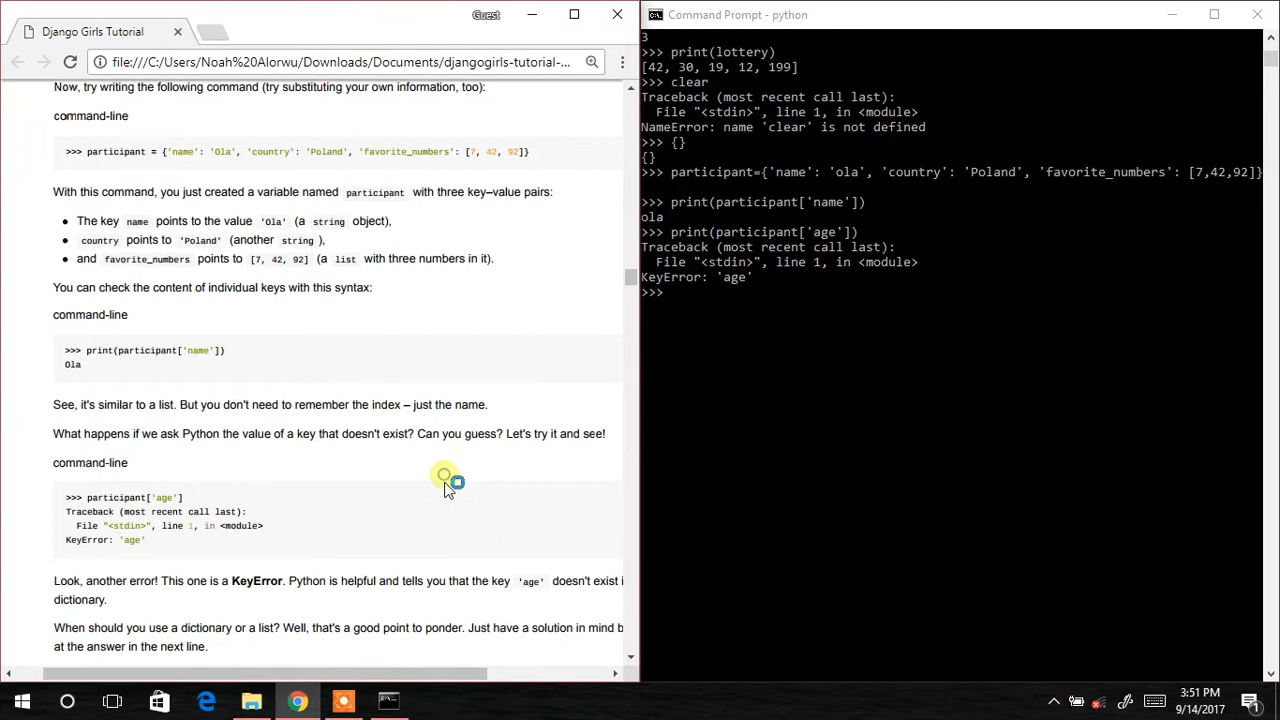 Guest
Django Girls Tutorial
file:///C:/Users/Noah%20Alorwu/Downloads/Documents/djangogirls-tutorial-...
Now, try writing the following command (try substituting your own information, too):
command-line
>>> participant = {'name': 'Ola', 'country': 'Poland', 'favorite_numbers': [7, 42, 92]}
With this command, you just created a variable named participant with three key–value pairs:
• The key name points to the value 'Ola' (a string object),
• country points to 'Poland' (another string ),
• and favorite_numbers points to [7, 42, 92] (a list with three numbers in it).
You can check the content of individual keys with this syntax:
command-line
>>> print(participant['name'])
Ola
See, it's similar to a list. But you don't need to remember the index – just the name.
What happens if we ask Python the value of a key that doesn't exist? Can you guess? Let's try it and see!
command-line
>>> participant['age']
Traceback (most recent call last):
File "<stdin>", line 1, in <module>
KeyError: 'age'
Look, another error! This one is a KeyError. Python is helpful and tells you that the key 'age' doesn't exist i
dictionary.
When should you use a dictionary or a list? Well, that's a good point to ponder. Just have a solution in mind b
at the answer in the next line.
Command Prompt - python
3
>>> print(lottery)
[42, 30, 19, 12, 199]
>>> clear
Traceback (most recent call last):
File "<stdin>", line 1, in <module>
NameError: name 'clear' is not defined
>>> {}
{}
>>> participant={'name': 'ola', 'country': 'Poland', 'favorite_numbers': [7,42,92]}
>>> print(participant['name'])
ola
>>> print(participant['age'])
Traceback (most recent call last):
File "<stdin>", line 1, in <module>
KeyError: 'age'
>>>
3:51 PM
9/14/2017
1